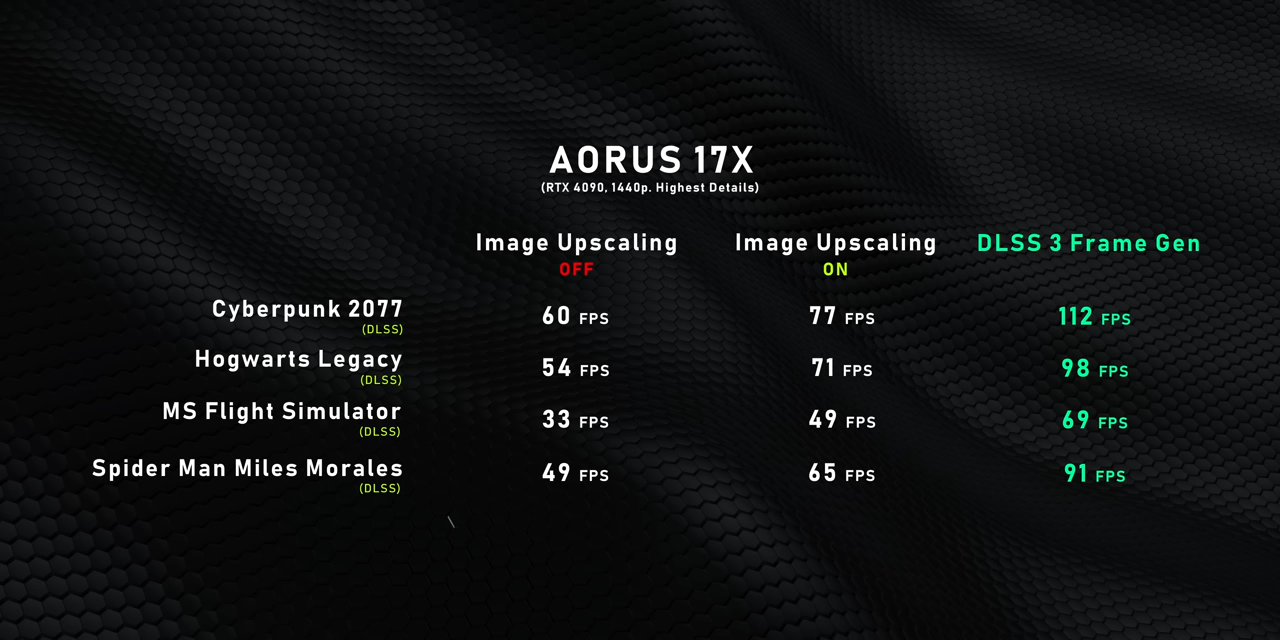 AORUS 17X
(RTX 4090, 1440p. Highest Details)
Image Upscaling Image Upscaling DLSS 3 Frame Gen
OFF ON
Cyberpunk 2077 60 FPS 77 FPS 112 FPS
(DLSS)
Hogwarts Legacy 54 FPS 71 FPS 98 FPS
(DLSS)
MS Flight Simulator 33 FPS 49 FPS 69 FPS
(DLSS)
Spider Man Miles Morales 49 FPS 65 FPS 91 FPS
(DLSS)